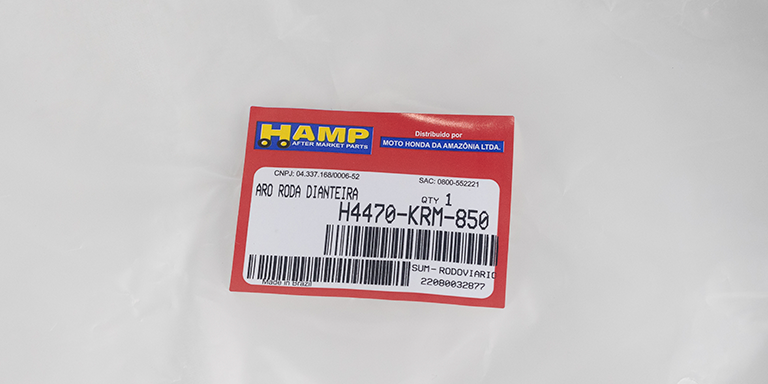 HAMP
AFTER MARKET PARTS
Distribuído por
MOTO HONDA DA AMAZÔNIA LTDA.
CNPJ: 04.337.168/0006-52
SAC: 0800-552221
ARO RODA DIANTEIRA
QTY 1
H4470-KRM-850
SUM-RODOVIARIO
Made in Brazil
22080032877